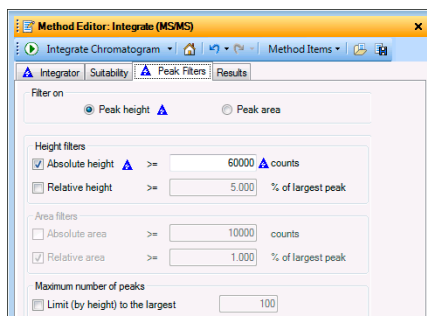 Method Editor: Integrate (MS/MS)
Integrate Chromatogram Method Items
Integrator Suitability Peak Filters Results
Filter on
Peak height Peak area
Height filters
Absolute height >= 60000 counts
Relative height >= 5.000 % of largest peak
Area filters
Absolute area >= 10000 counts
Relative area >= 1.000 % of largest peak
Maximum number of peaks
Limit (by height) to the largest 100